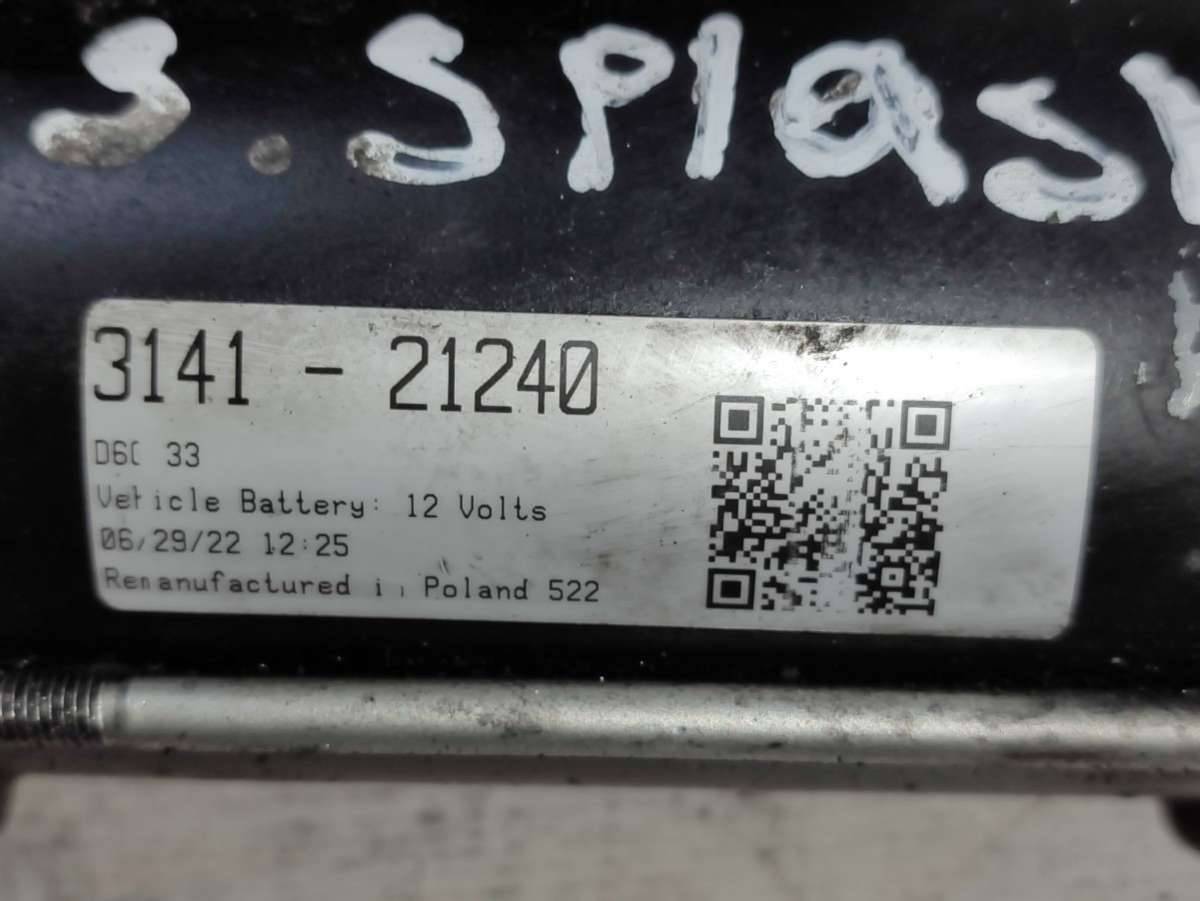 S. Splash
3141 - 21240
D6C 33
Vehicle Battery: 12 Volts
06/29/22 12:25
Remanufactured in Poland 522